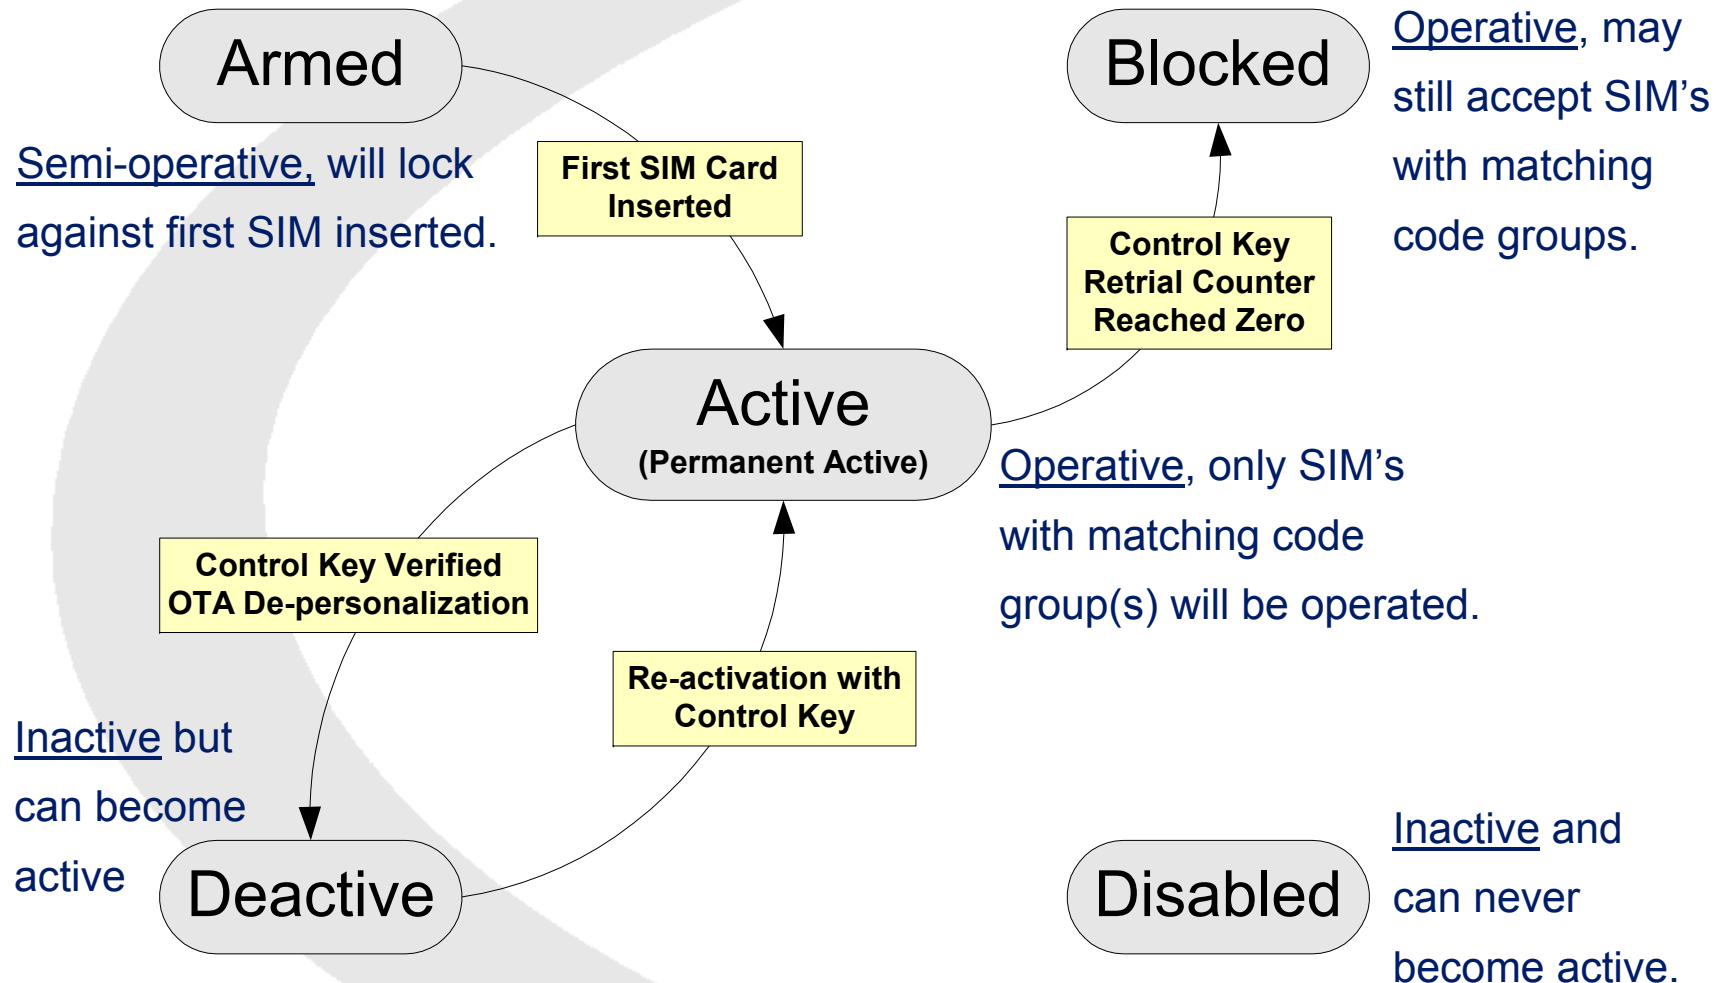 Armed
Semi-operative, will lock
against first SIM inserted.
First SIM Card
Inserted
Blocked
Operative, may
still accept SIM's
with matching
code groups.
Control Key
Retrial Counter
Reached Zero
Active
(Permanent Active)
Operative, only SIM's
with matching code
group(s) will be operated.
Control Key Verified
OTA De-personalization
Re-activation with
Control Key
Inactive but
can become
active
Deactive
Disabled
Inactive and
can never
become active.